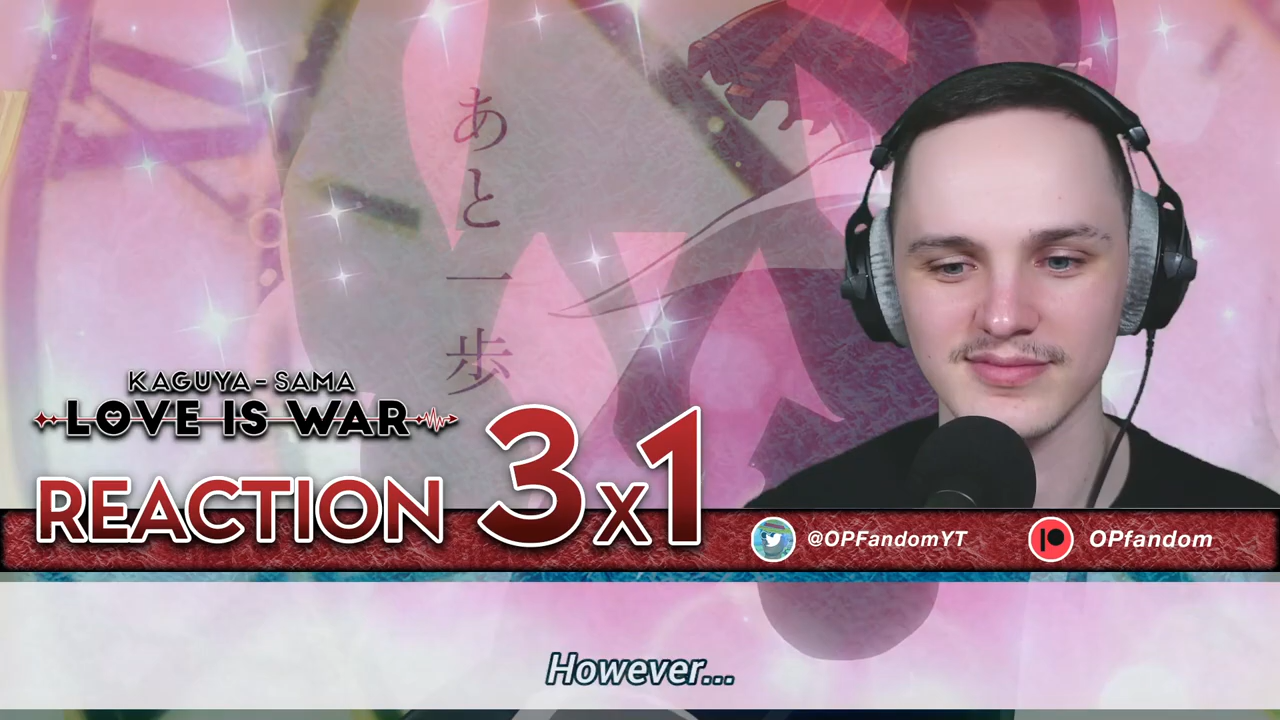 あと一歩
KAGUYA-SAMA
LOVE IS WAR
REACTION 3x1
@OPFandomYT
OPfandom
However...